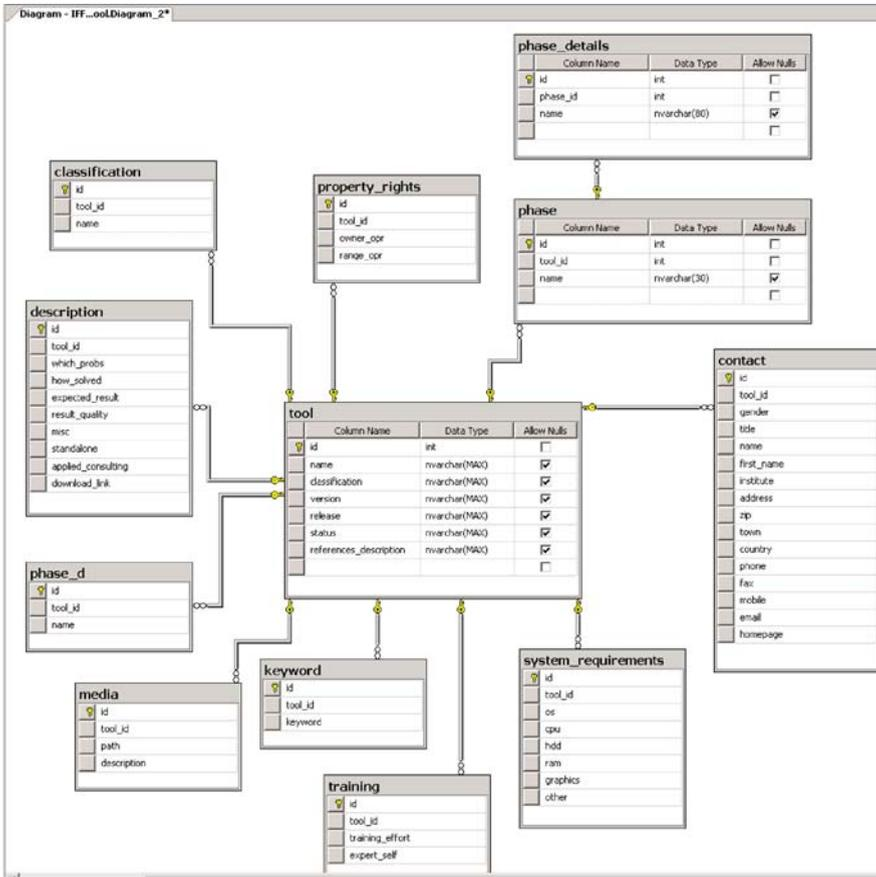 Diagram - IFF...ool.Diagram_2*
phase_details
Column Name Data Type Allow Nulls
id int
phase_id int
name nvarchar(80)
classification
id
tool_id
name
property_rights
id
tool_id
owner_opr
range_opr
phase
Column Name Data Type Allow Nulls
id int
tool_id int
name nvarchar(30)
description
id
tool_id
which_probs
how_solved
expected_result
result_quality
misc
standalone
applied_consulting
download_link
contact
id
tool_id
gender
title
name
first_name
institute
address
zip
town
country
phone
fax
mobile
email
homepage
tool
Column Name Data Type Allow Nulls
id int
name nvarchar(MAX)
classification nvarchar(MAX)
version nvarchar(MAX)
release nvarchar(MAX)
status nvarchar(MAX)
references_description nvarchar(MAX)
phase_d
id
tool_id
name
media
id
tool_id
path
description
keyword
id
tool_id
keyword
system_requirements
id
tool_id
os
cpu
hdd
ram
graphics
other
training
id
tool_id
training_effort
expert_self